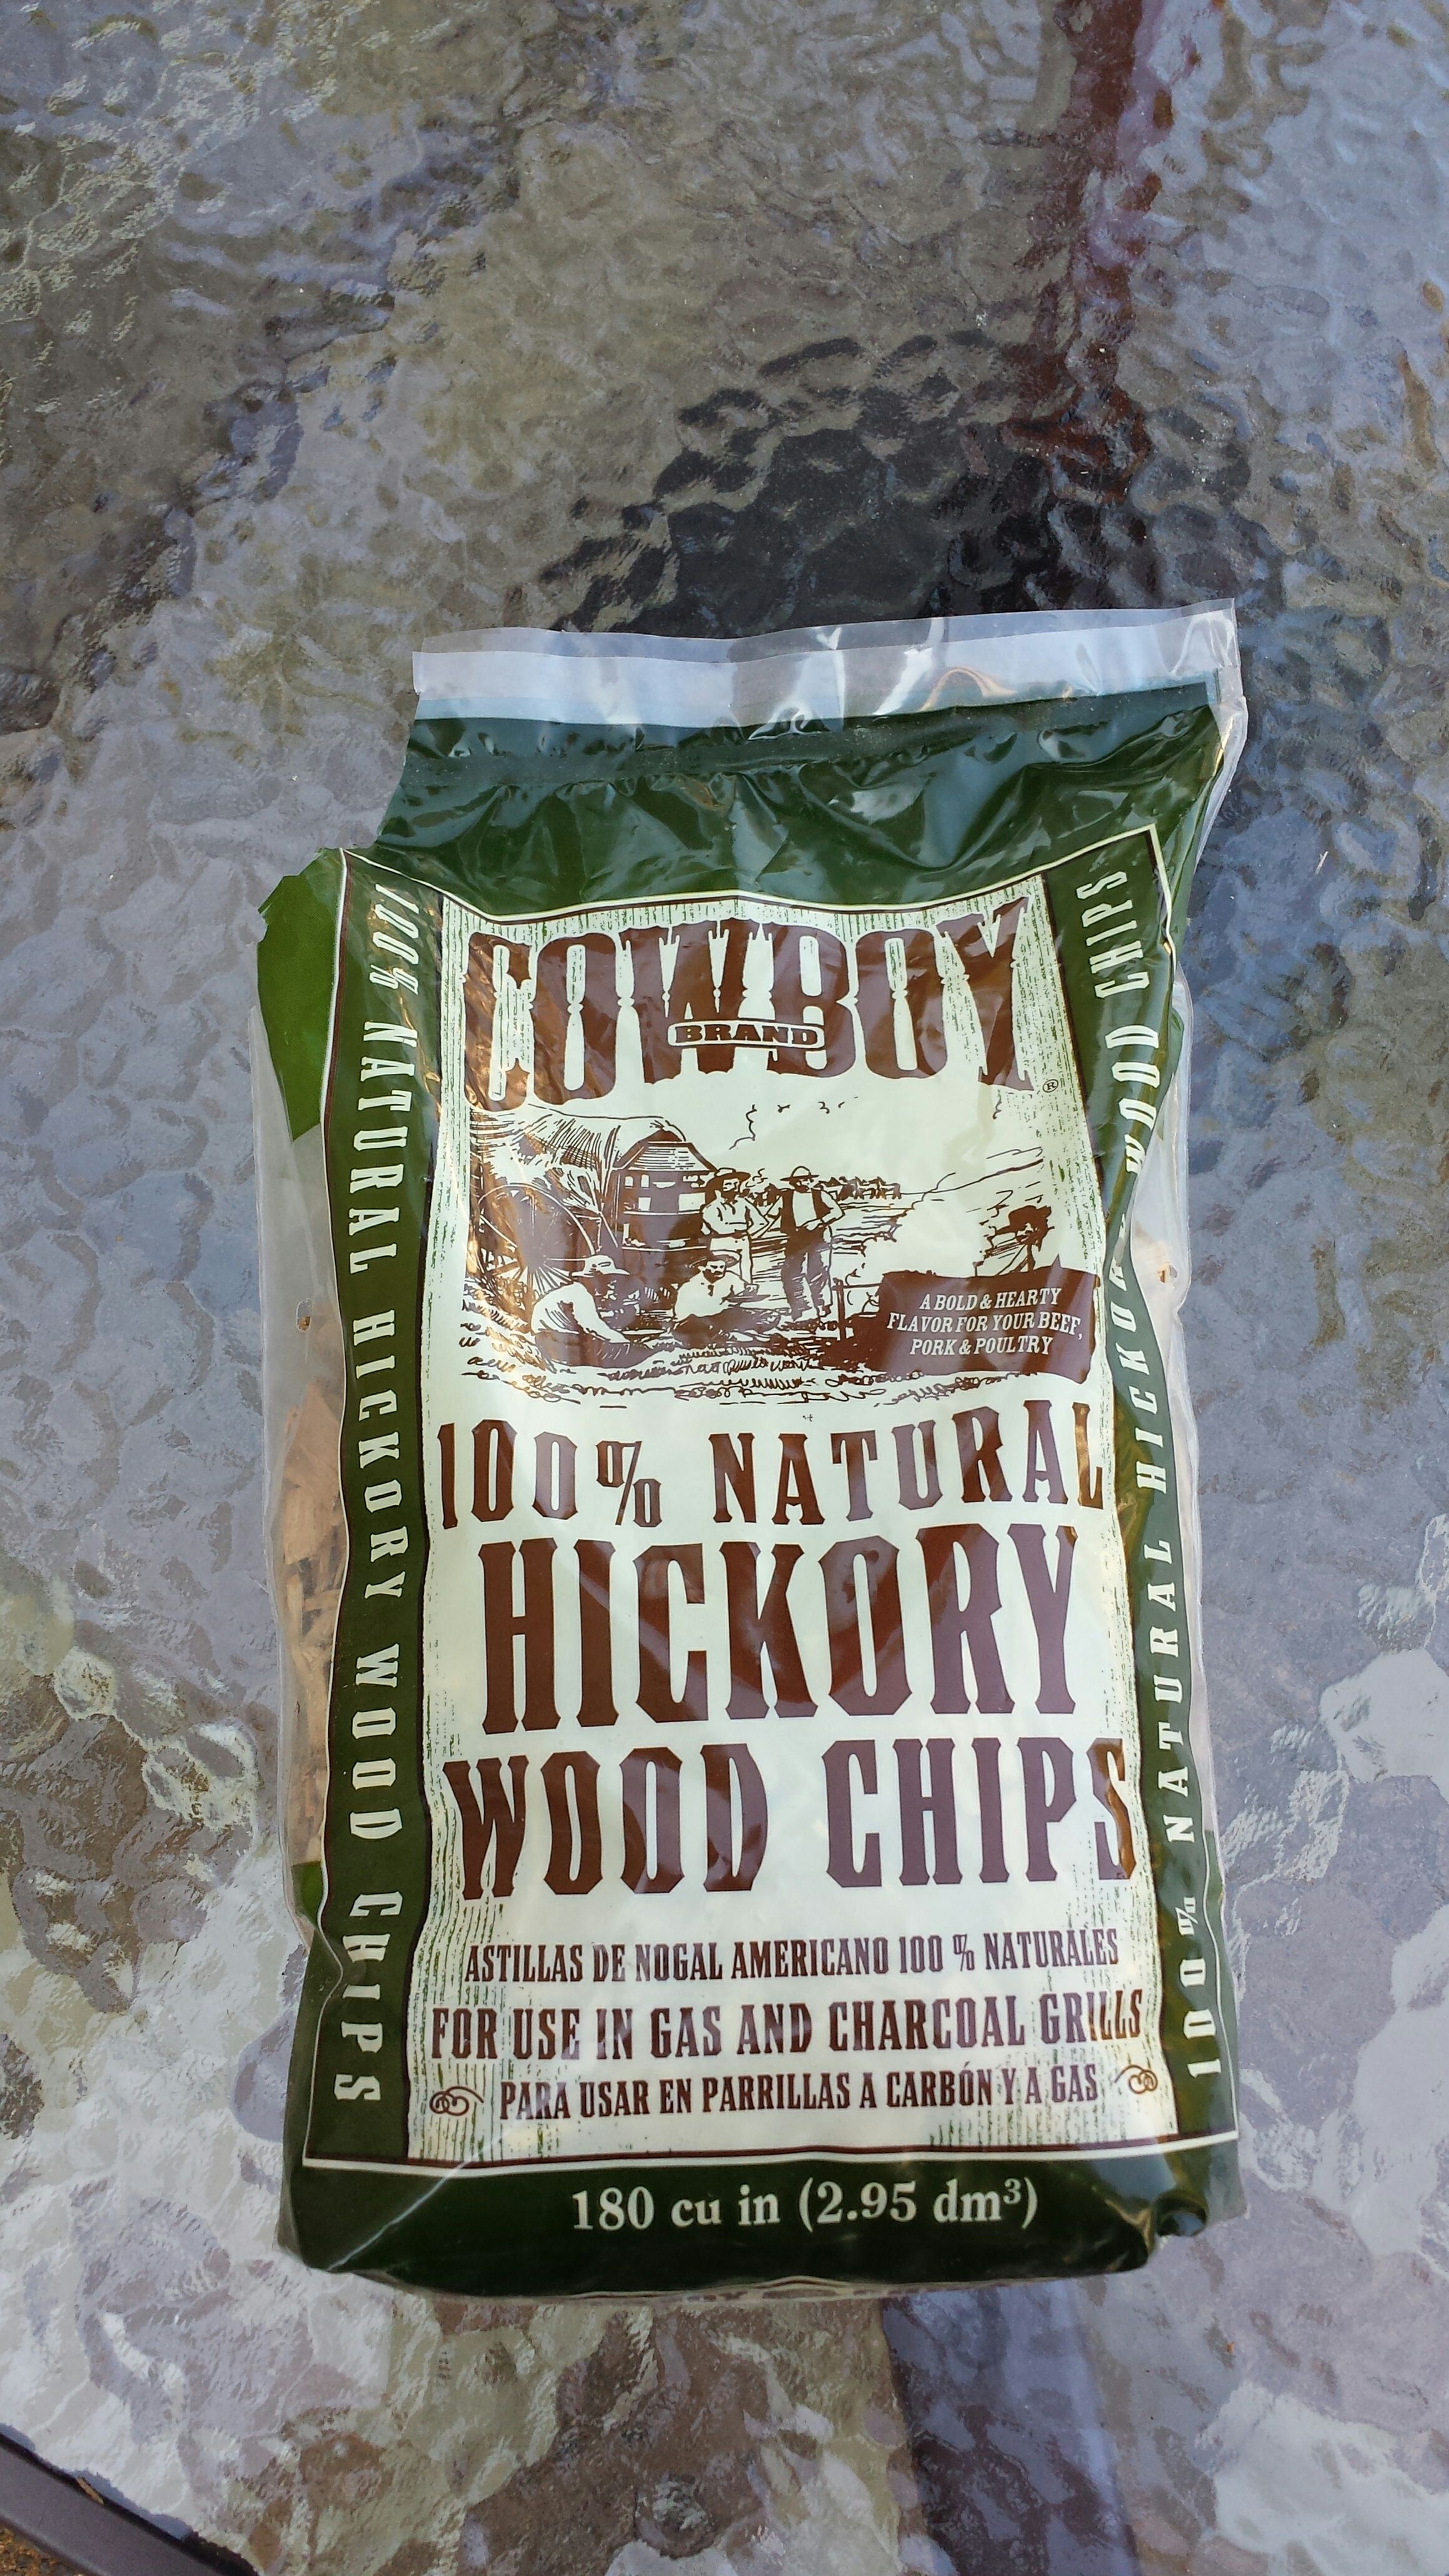 COWBOY
BRAND
®
A BOLD & HEARTY
FLAVOR FOR YOUR BEEF,
PORK & POULTRY
100% NATURAL
HICKORY
WOOD CHIPS
ASTILLAS DE NOGAL AMERICANO 100 % NATURALES
FOR USE IN GAS AND CHARCOAL GRILLS
PARA USAR EN PARRILLAS A CARBÓN Y A GAS
180 cu in (2.95 dm³)
100% NATURAL HICKORY WOOD CHIPS
100% NATURAL HICKORY WOOD CHIPS